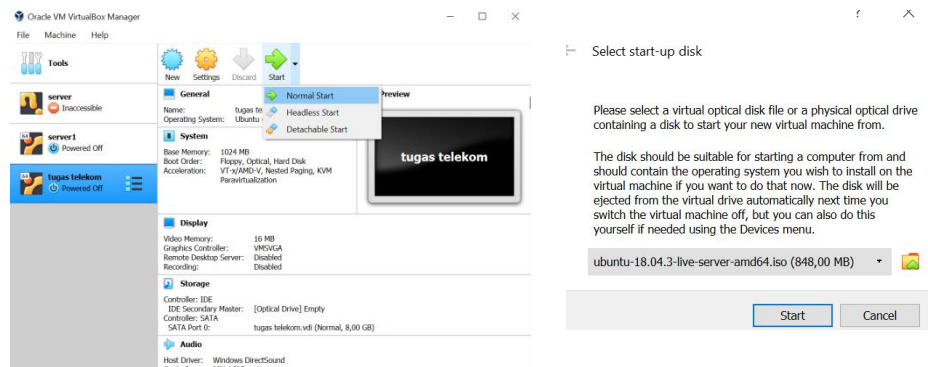 Oracle VM VirtualBox Manager
File Machine Help
Tools
New Settings Discard Start
Normal Start
Headless Start
Detachable Start
server
Inaccessible
server1
Powered Off
tugas telekom
Powered Off
General
Name: tugas te
Operating System: Ubuntu
System
Base Memory: 1024 MB
Boot Order: Floppy, Optical, Hard Disk
Acceleration: VT-x/AMD-V, Nested Paging, KVM
Paravirtualization
Preview
tugas telekom
Display
Video Memory: 16 MB
Graphics Controller: VMSVGA
Remote Desktop Server: Disabled
Recording: Disabled
Storage
Controller: IDE
IDE Secondary Master: [Optical Drive] Empty
Controller: SATA
SATA Port 0: tugas telekom.vdi (Normal, 8,00 GB)
Audio
Host Driver: Windows DirectSound
Select start-up disk
Please select a virtual optical disk file or a physical optical drive
containing a disk to start your new virtual machine from.
The disk should be suitable for starting a computer from and
should contain the operating system you wish to install on the
virtual machine if you want to do that now. The disk will be
ejected from the virtual drive automatically next time you
switch the virtual machine off, but you can also do this
yourself if needed using the Devices menu.
ubuntu-18.04.3-live-server-amd64.iso (848,00 MB)
Start Cancel